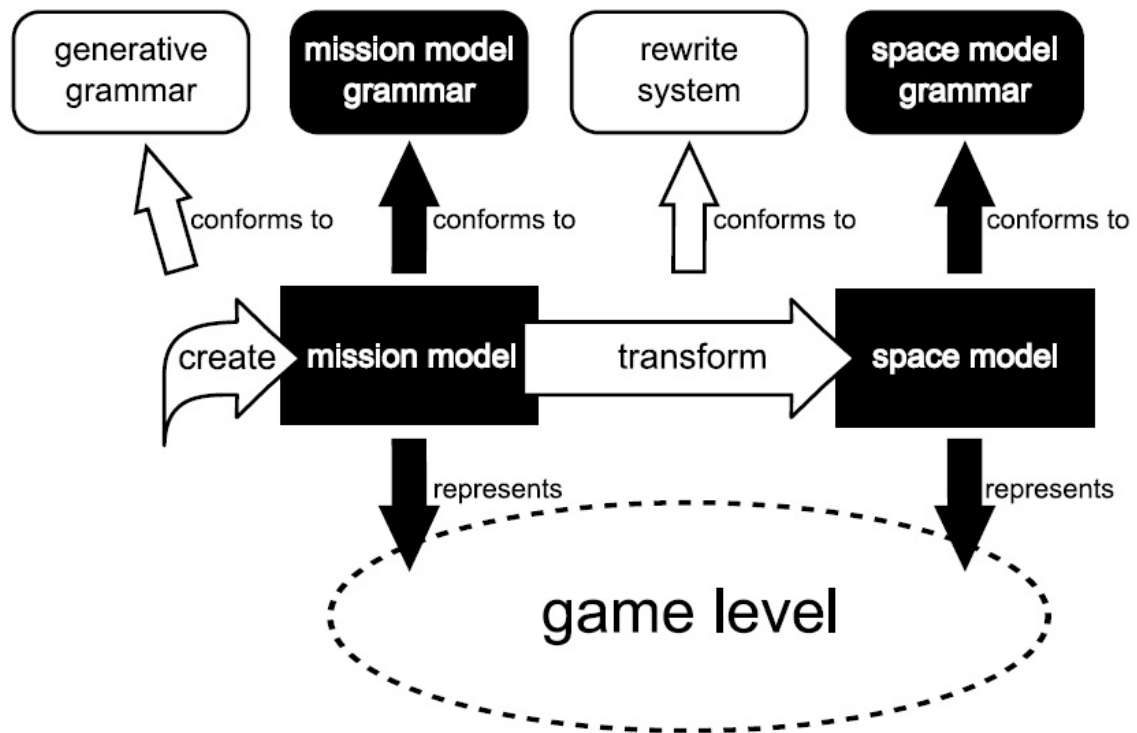 generative
grammar
mission model
grammar
rewrite
system
space model
grammar
conforms to
conforms to
conforms to
conforms to
create
mission model
transform
space model
represents
represents
game level